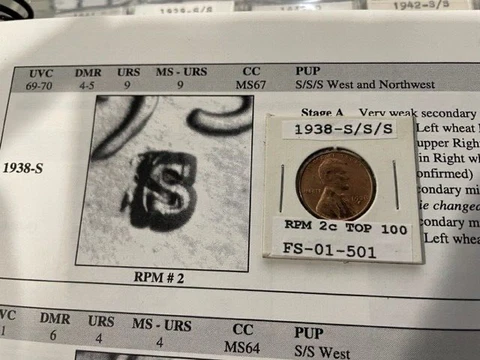 1938-S/S
1942-S/S
UVC DMR URS MS - URS CC PUP
69-70 4-5 9 9 MS67 S/S/S West and Northwest
1938-S
Stage A Very weak secondary
Left wheat
upper Right
in Right wh
onfirmed)
condary mi
ie changed
condary m
Left whea
1938-S/S/S
RPM 2c TOP 100
FS-01-501
RPM # 2
VC DMR URS MS - URS CC PUP
1 6 4 4 MS64 S/S West